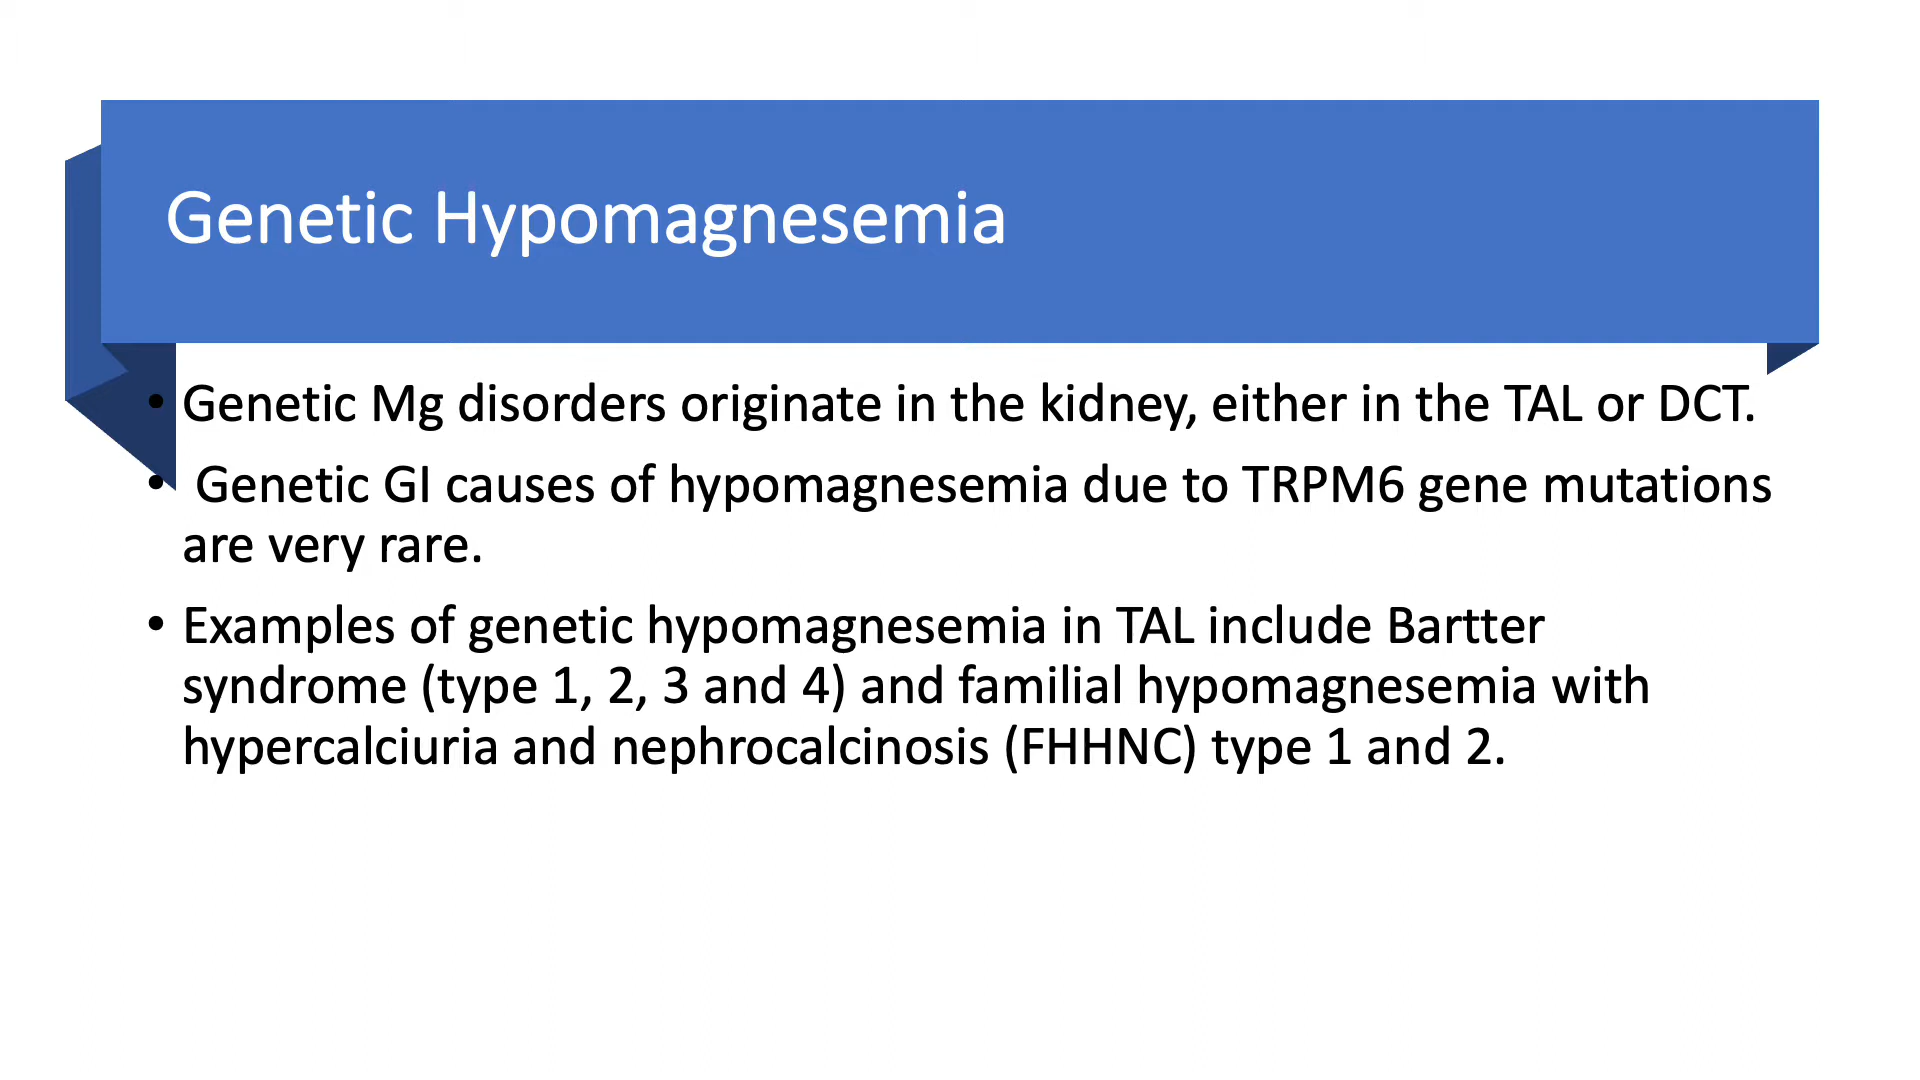 Genetic Hypomagnesemia
• Genetic Mg disorders originate in the kidney, either in the TAL or DCT.
• Genetic GI causes of hypomagnesemia due to TRPM6 gene mutations
are very rare.
• Examples of genetic hypomagnesemia in TAL include Bartter
syndrome (type 1, 2, 3 and 4) and familial hypomagnesemia with
hypercalciuria and nephrocalcinosis (FHHNC) type 1 and 2.